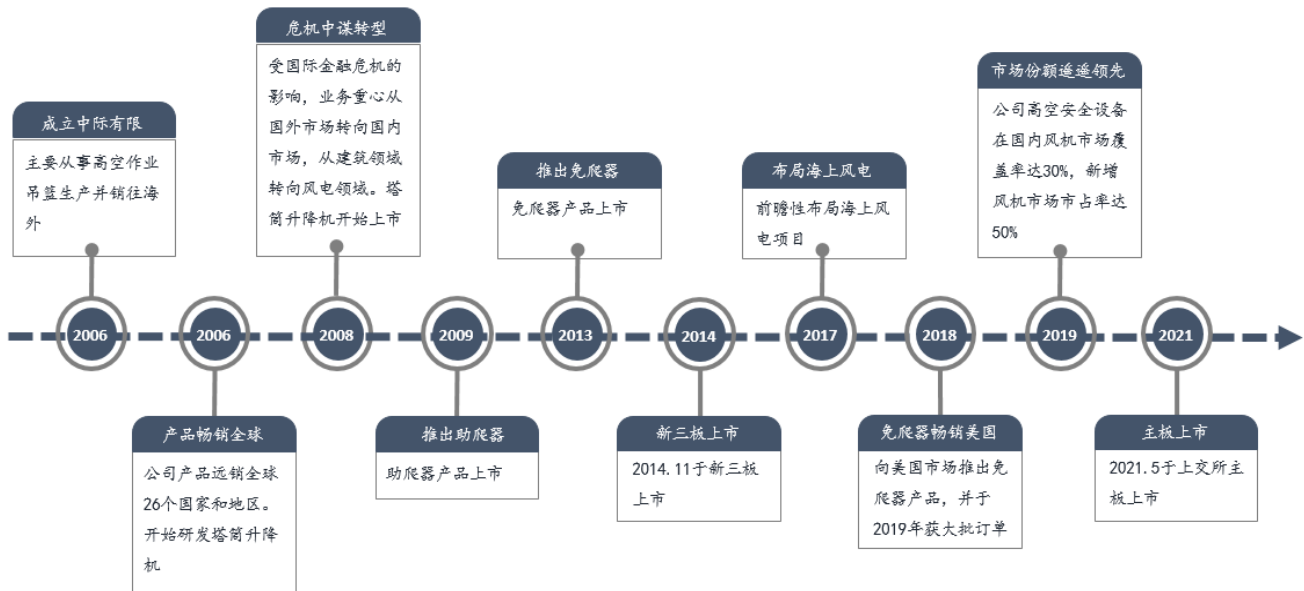 成立中际有限
主要从事高空作业
吊篮生产并销往海
外
2006
产品畅销全球
公司产品远销全球
26个国家和地区。
开始研发塔筒升降
机
2006
危机中谋转型
受国际金融危机的
影响，业务重心从
国外市场转向国内
市场，从建筑领域
转向风电领域。塔
筒升降机开始上市
2008
推出助爬器
助爬器产品上市
2009
推出免爬器
免爬器产品上市
2013
新三板上市
2014.11于新三板
上市
2014
布局海上风电
前瞻性布局海上风
电项目
2017
免爬器畅销美国
向美国市场推出免
爬器产品，并于
2019年获大批订单
2018
市场份额遥遥领先
公司高空安全设备
在国内风机市场覆
盖率达30%，新增
风机市场市占率达
50%
2019
主板上市
2021.5于上交所主
板上市
2021